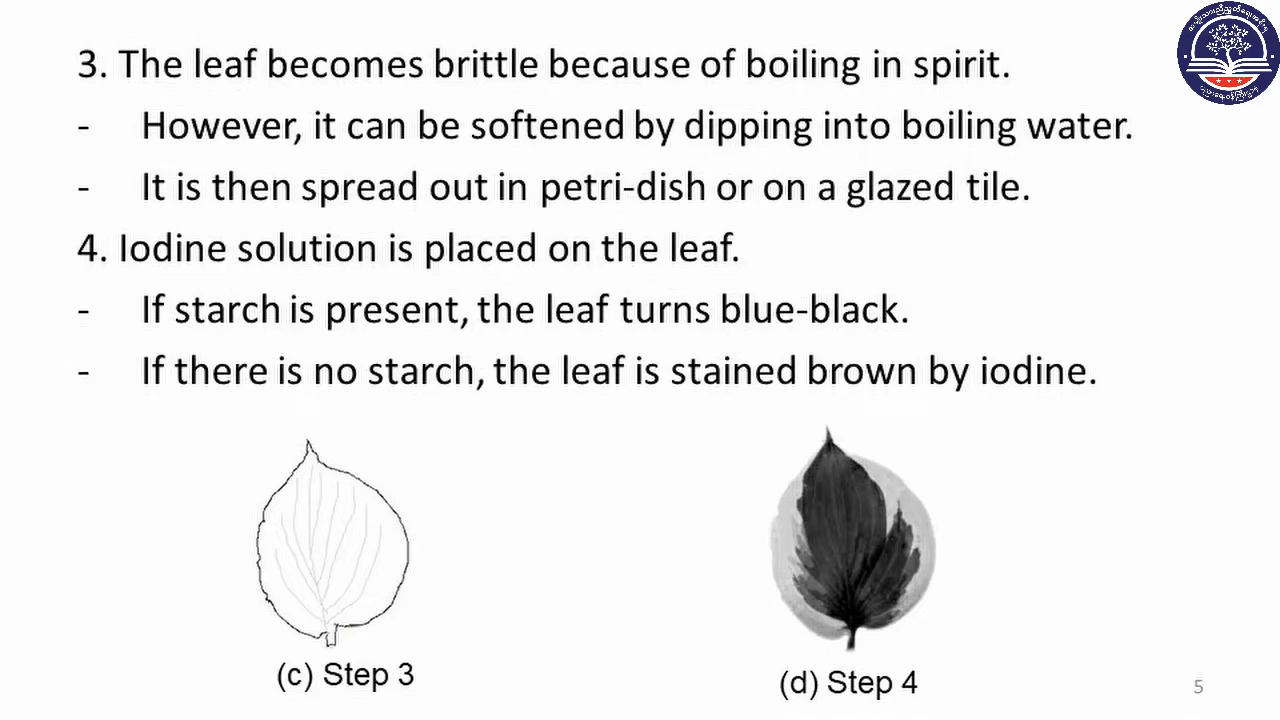 3. The leaf becomes brittle because of boiling in spirit.
- However, it can be softened by dipping into boiling water.
- It is then spread out in petri-dish or on a glazed tile.
4. Iodine solution is placed on the leaf.
- If starch is present, the leaf turns blue-black.
- If there is no starch, the leaf is stained brown by iodine.
(c) Step 3
(d) Step 4
5